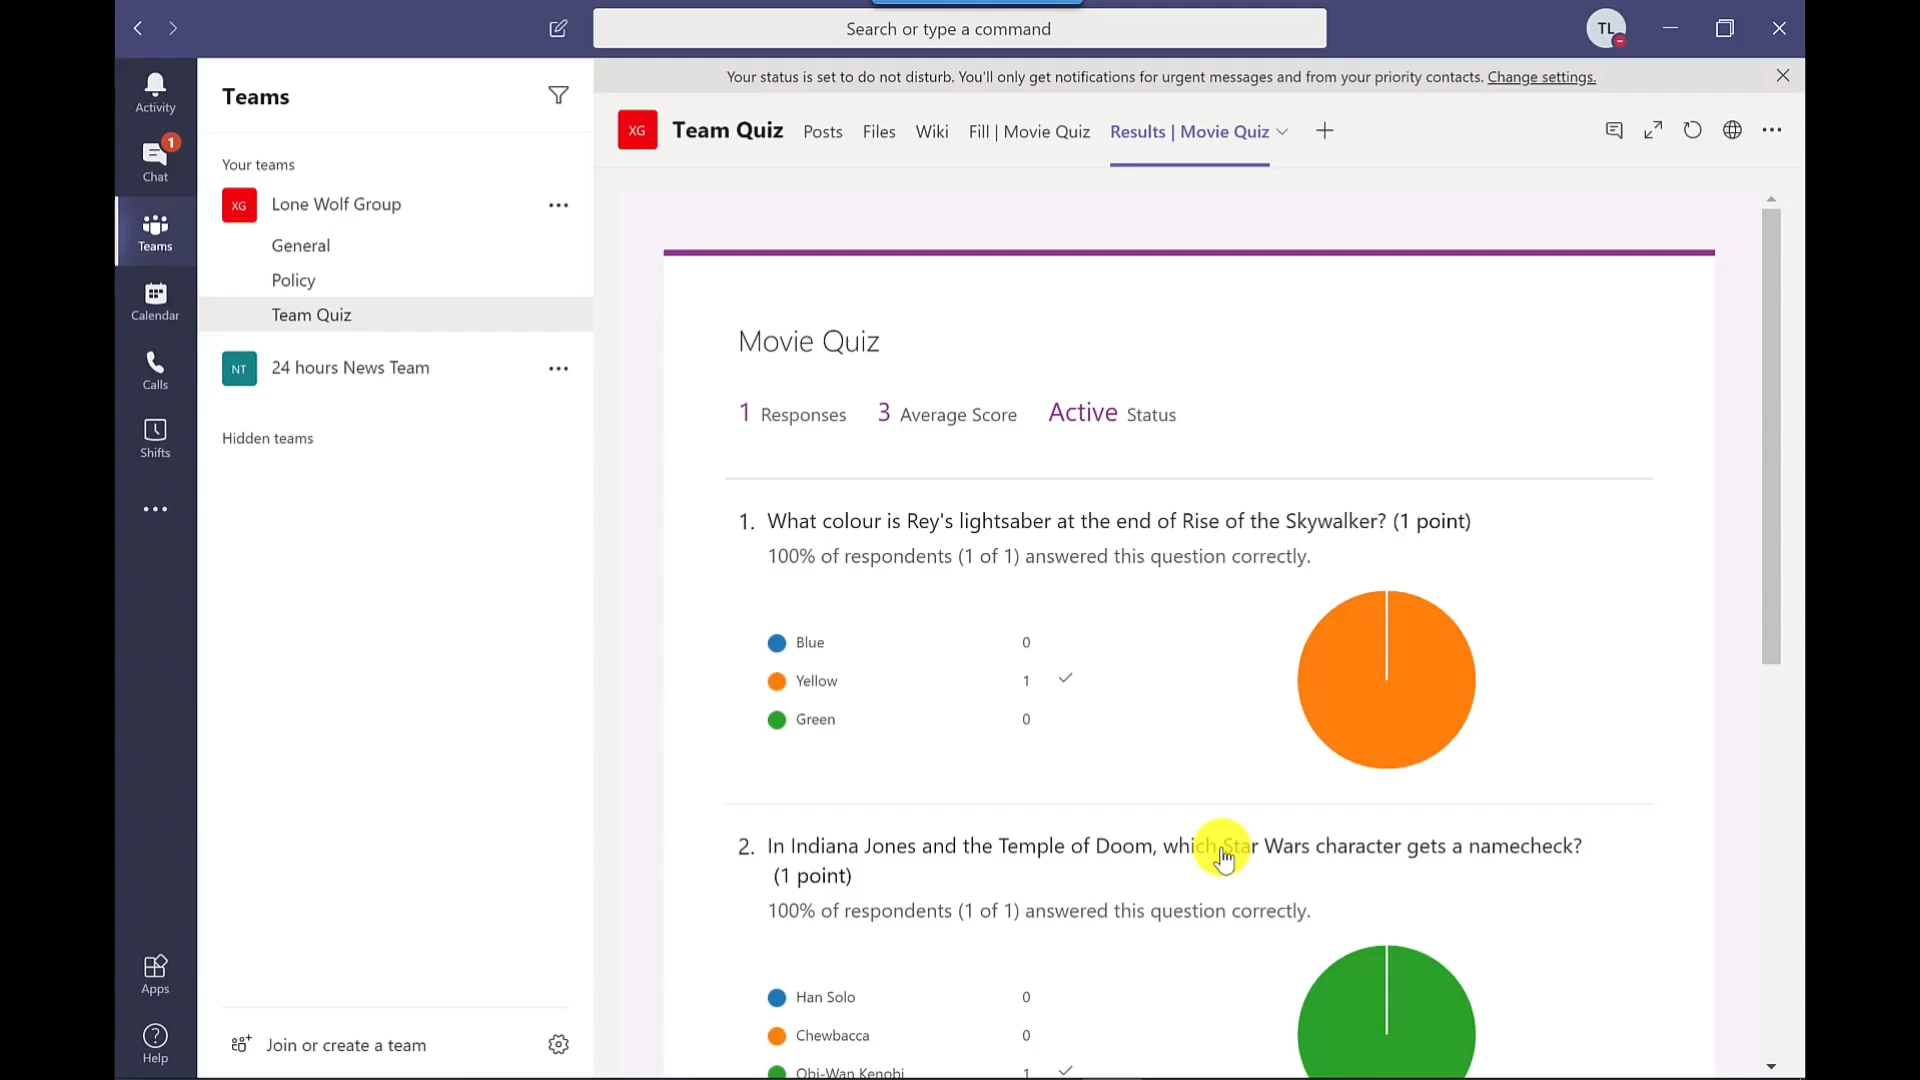 Search or type a command
TL
Your status is set to do not disturb. You'll only get notifications for urgent messages and from your priority contacts. Change settings.
Activity
1
Chat
Teams
Calendar
Calls
Shifts
Apps
Help
Teams
Your teams
XG Lone Wolf Group
General
Policy
Team Quiz
NT 24 hours News Team
Hidden teams
Join or create a team
XG Team Quiz Posts Files Wiki Fill | Movie Quiz Results | Movie Quiz
Movie Quiz
1 Responses 3 Average Score Active Status
1. What colour is Rey's lightsaber at the end of Rise of the Skywalker? (1 point)
100% of respondents (1 of 1) answered this question correctly.
Blue 0
Yellow 1
Green 0
2. In Indiana Jones and the Temple of Doom, which Star Wars character gets a namecheck?
(1 point)
100% of respondents (1 of 1) answered this question correctly.
Han Solo 0
Chewbacca 0
Obi-Wan Kenobi 1